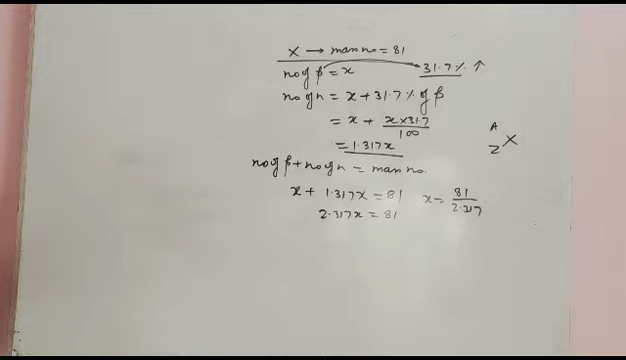 X → mass no = 81
no of p = x 31.7% ↑
no of n = x + 31.7% of p
= x + x×31.7/100
= 1.317x
A
Z X
no of p + no of n = mass no.
x + 1.317x = 81 x = 81/2.317
2.317x = 81